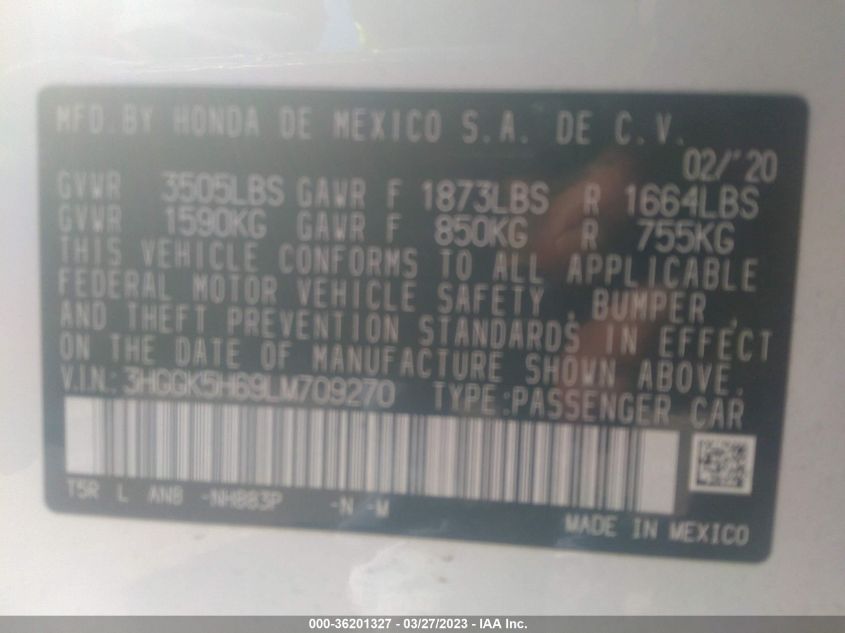 MFD. BY HONDA DE MEXICO S.A. DE C.V.
02/'20
GVWR 3505LBS GAWR F 1873LBS R 1664LBS
GVWR 1590KG GAWR F 850KG R 755KG
THIS VEHICLE CONFORMS TO ALL APPLICABLE
FEDERAL MOTOR VEHICLE SAFETY, BUMPER,
AND THEFT PREVENTION STANDARDS IN EFFECT
ON THE DATE OF MANUFACTURE SHOWN ABOVE.
V.I.N.: 3HGGK5H69LM709270 TYPE:PASSENGER CAR
T5R L AN8 -NH883P -N -M
MADE IN MEXICO
000-36201327 - 03/27/2023 - IAA Inc.